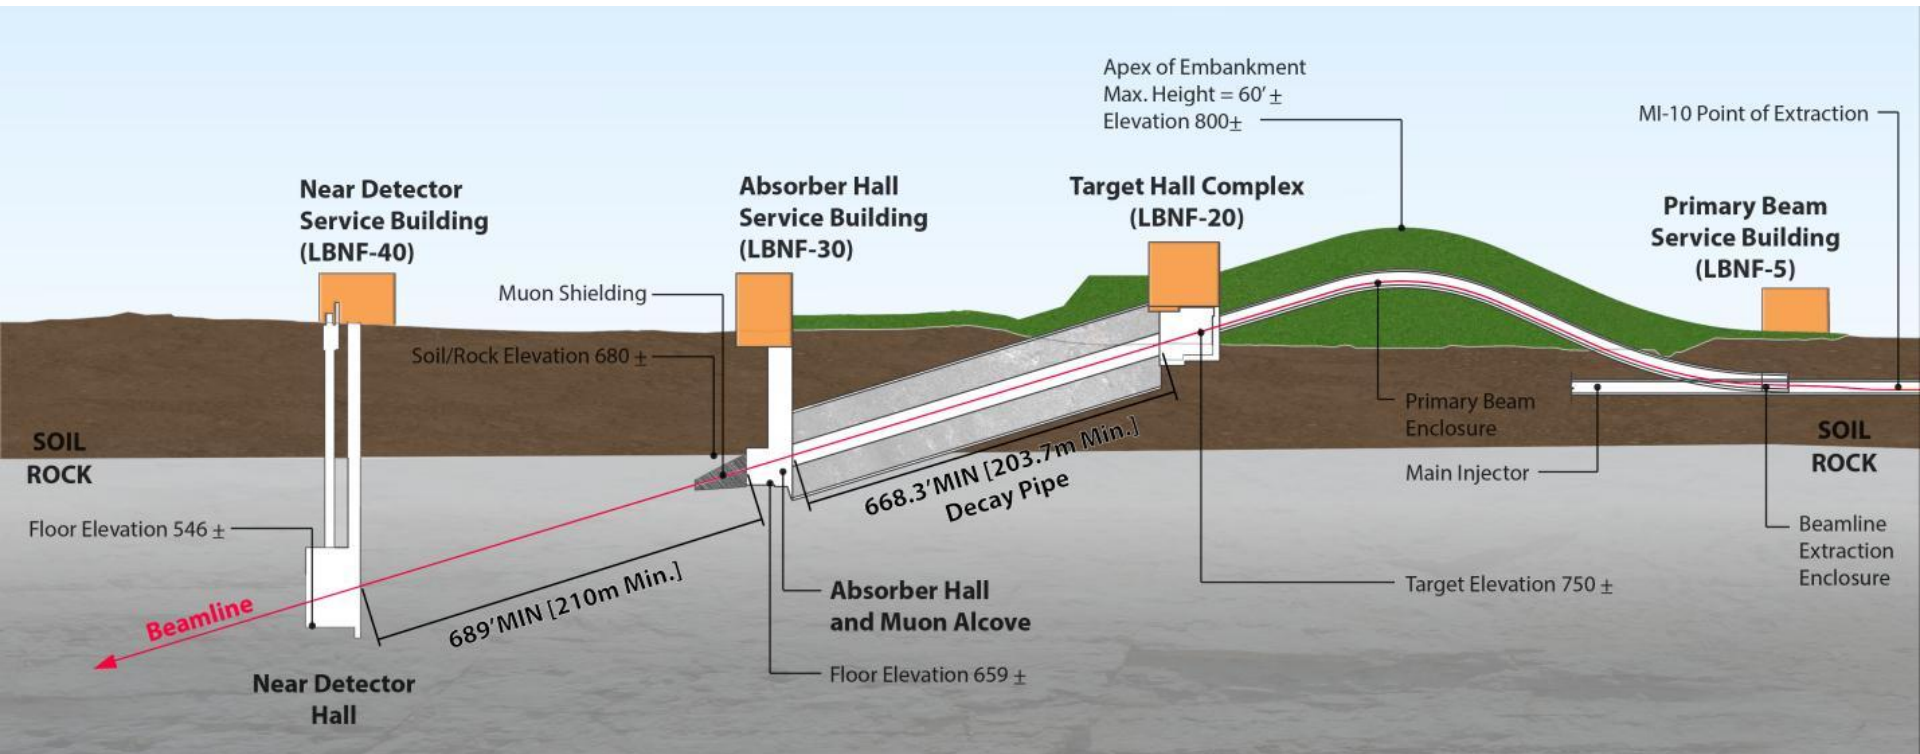 Apex of Embankment
Max. Height = 60' ±
Elevation 800±
MI-10 Point of Extraction
Near Detector
Service Building
(LBNF-40)
Absorber Hall
Service Building
(LBNF-30)
Target Hall Complex
(LBNF-20)
Primary Beam
Service Building
(LBNF-5)
Muon Shielding
Soil/Rock Elevation 680 ±
SOIL
ROCK
Primary Beam
Enclosure
SOIL
ROCK
Main Injector
668.3'MIN [203.7m Min.]
Decay Pipe
Floor Elevation 546 ±
Beamline
Extraction
Enclosure
Target Elevation 750 ±
689'MIN [210m Min.]
Absorber Hall
and Muon Alcove
Beamline
Floor Elevation 659 ±
Near Detector
Hall